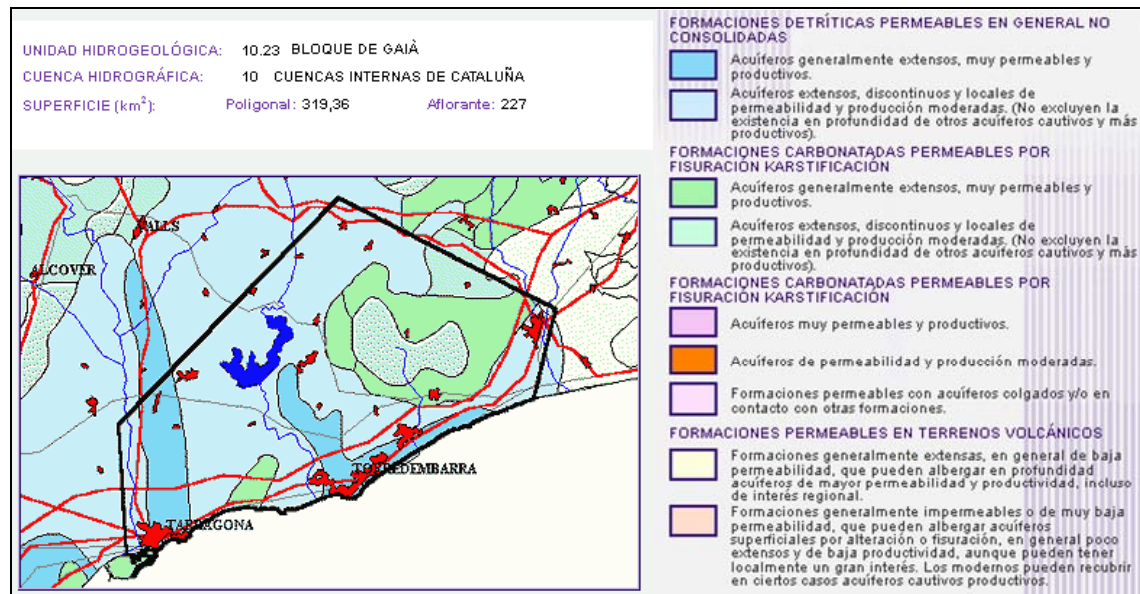 UNIDAD HIDROGEOLÓGICA: 10.23 BLOQUE DE GAIÀ
CUENCA HIDROGRÁFICA: 10 CUENCAS INTERNAS DE CATALUÑA
SUPERFICIE (km²): Poligonal: 319,36 Aflorante: 227
VALLS
ALCOVER
TORREDEMBARRA
TARRAGONA
FORMACIONES DETRÍTICAS PERMEABLES EN GENERAL NO
CONSOLIDADAS
Acuíferos generalmente extensos, muy permeables y
productivos.
Acuíferos extensos, discontinuos y locales de
permeabilidad y producción moderadas. (No excluyen la
existencia en profundidad de otros acuíferos cautivos y más
productivos).
FORMACIONES CARBONATADAS PERMEABLES POR
FISURACIÓN KARSTIFICACIÓN
Acuíferos generalmente extensos, muy permeables y
productivos.
Acuíferos extensos, discontinuos y locales de
permeabilidad y producción moderadas. (No excluyen la
existencia en profundidad de otros acuíferos cautivos y más
productivos).
FORMACIONES CARBONATADAS PERMEABLES POR
FISURACIÓN KARSTIFICACIÓN
Acuíferos muy permeables y productivos.
Acuíferos de permeabilidad y producción moderadas.
Formaciones permeables con acuíferos colgados y/o en
contacto con otras formaciones.
FORMACIONES PERMEABLES EN TERRENOS VOLCÁNICOS
Formaciones generalmente extensas, en general de baja
permeabilidad, que pueden albergar en profundidad
acuíferos de mayor permeabilidad y productividad, incluso
de interés regional.
Formaciones generalmente impermeables o de muy baja
permeabilidad, que pueden albergar acuíferos
superficiales por alteración o fisuración, en general poco
extensos y de baja productividad, aunque pueden tener
localmente un gran interés. Los modernos pueden recubrir
en ciertos casos acuíferos cautivos productivos.